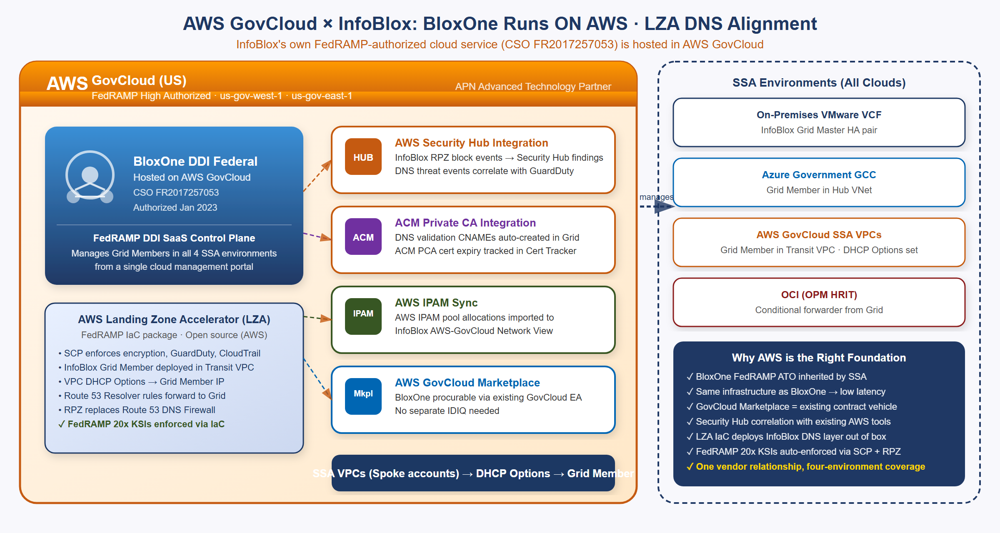 AWS GovCloud × InfoBlox: BloxOne Runs ON AWS · LZA DNS Alignment
InfoBlox's own FedRAMP-authorized cloud service (CSO FR2017257053) is hosted in AWS GovCloud
AWS GovCloud (US)
FedRAMP High Authorized · us-gov-west-1 · us-gov-east-1
APN Advanced Technology Partner
BloxOne DDI Federal
Hosted on AWS GovCloud
CSO FR2017257053
Authorized Jan 2023
FedRAMP DDI SaaS Control Plane
Manages Grid Members in all 4 SSA environments
from a single cloud management portal
AWS Landing Zone Accelerator (LZA)
FedRAMP IaC package · Open source (AWS)
• SCP enforces encryption, GuardDuty, CloudTrail
• InfoBlox Grid Member deployed in Transit VPC
• VPC DHCP Options → Grid Member IP
• Route 53 Resolver rules forward to Grid
• RPZ replaces Route 53 DNS Firewall
✓ FedRAMP 20x KSIs enforced via IaC
HUB
AWS Security Hub Integration
InfoBlox RPZ block events → Security Hub findings
DNS threat events correlate with GuardDuty
ACM
ACM Private CA Integration
DNS validation CNAMEs auto-created in Grid
ACM PCA cert expiry tracked in Cert Tracker
IPAM
AWS IPAM Sync
AWS IPAM pool allocations imported to
InfoBlox AWS-GovCloud Network View
Mkpl
AWS GovCloud Marketplace
BloxOne procurable via existing GovCloud EA
No separate IDIQ needed
SSA VPCs (Spoke accounts) → DHCP Options → Grid Member
manages
SSA Environments (All Clouds)
On-Premises VMware VCF
InfoBlox Grid Master HA pair
Azure Government GCC
Grid Member in Hub VNet
AWS GovCloud SSA VPCs
Grid Member in Transit VPC · DHCP Options set
OCI (OPM HRIT)
Conditional forwarder from Grid
Why AWS is the Right Foundation
✓ BloxOne FedRAMP ATO inherited by SSA
✓ Same infrastructure as BloxOne → low latency
✓ GovCloud Marketplace = existing contract vehicle
✓ Security Hub correlation with existing AWS tools
✓ LZA IaC deploys InfoBlox DNS layer out of box
✓ FedRAMP 20x KSIs auto-enforced via SCP + RPZ
✓ One vendor relationship, four-environment coverage